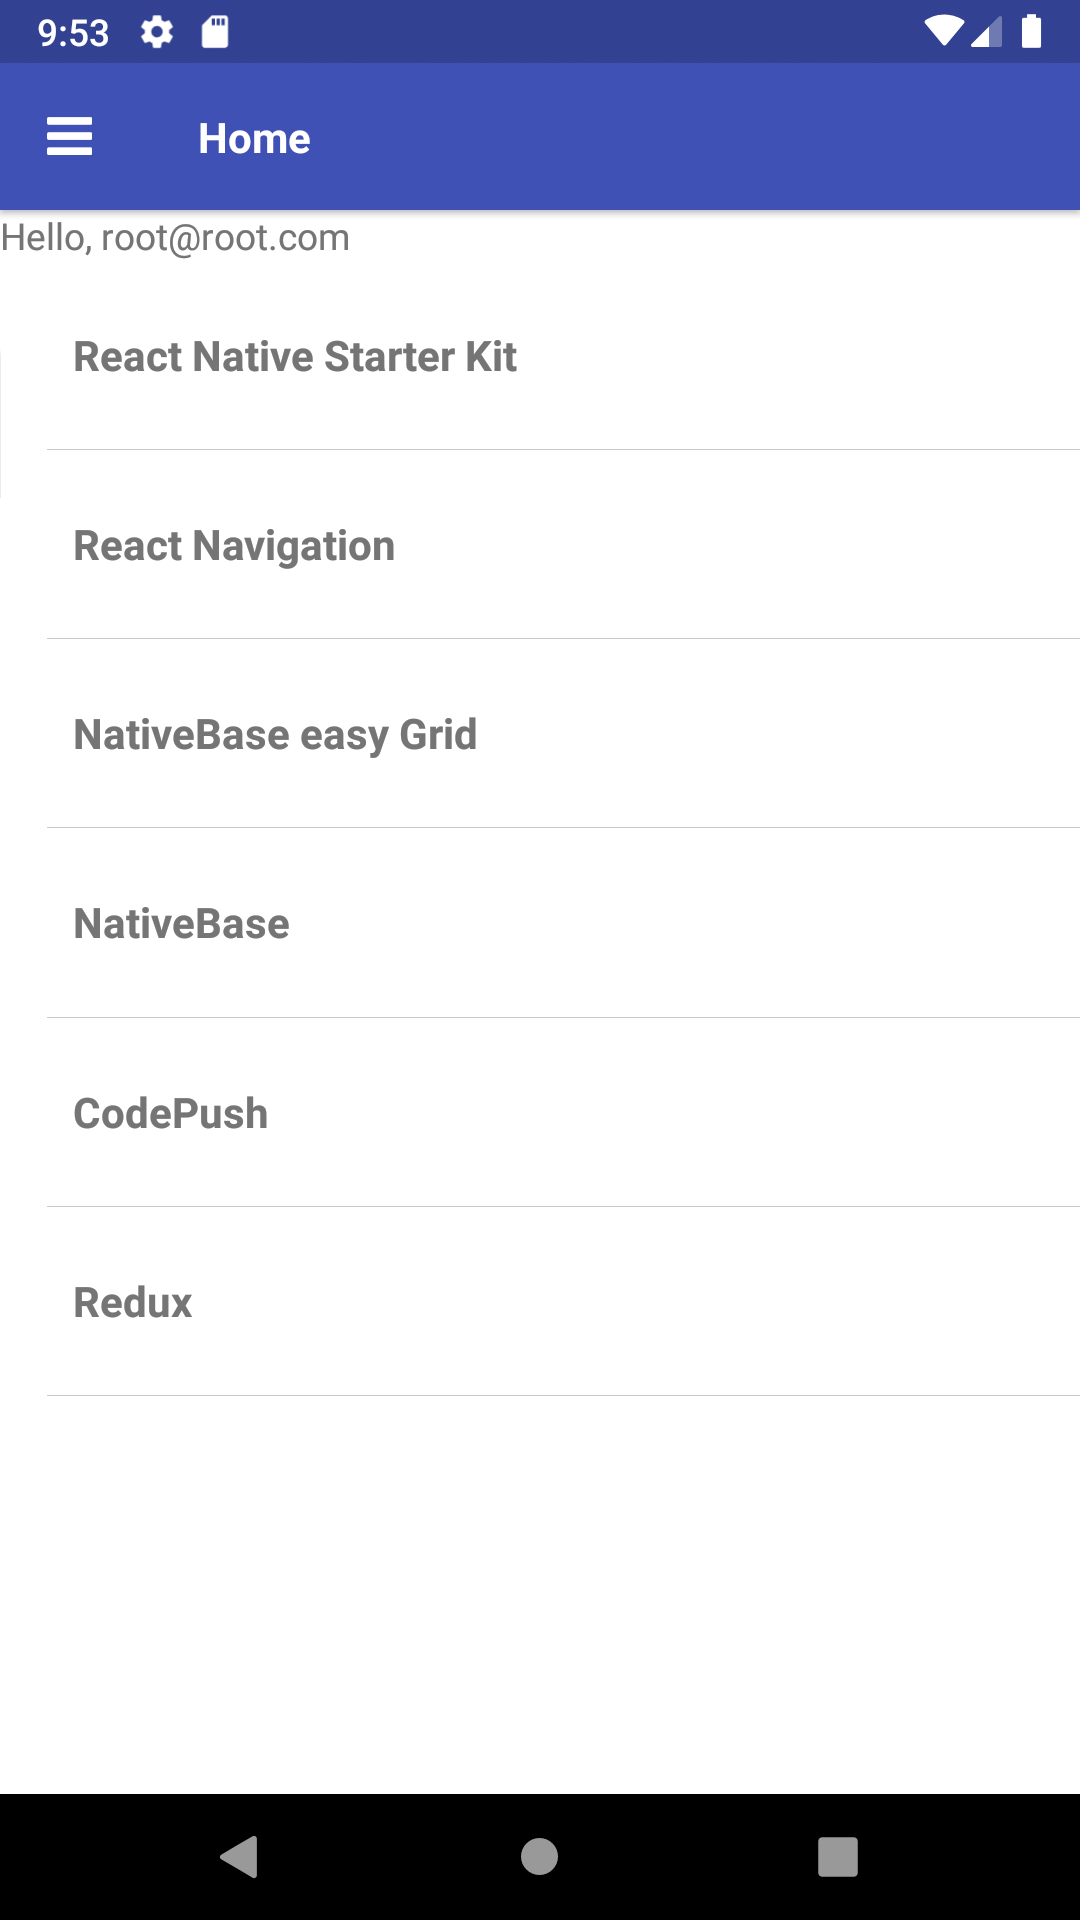 9:53
Home
Hello, root@root.com
React Native Starter Kit
React Navigation
NativeBase easy Grid
NativeBase
CodePush
Redux